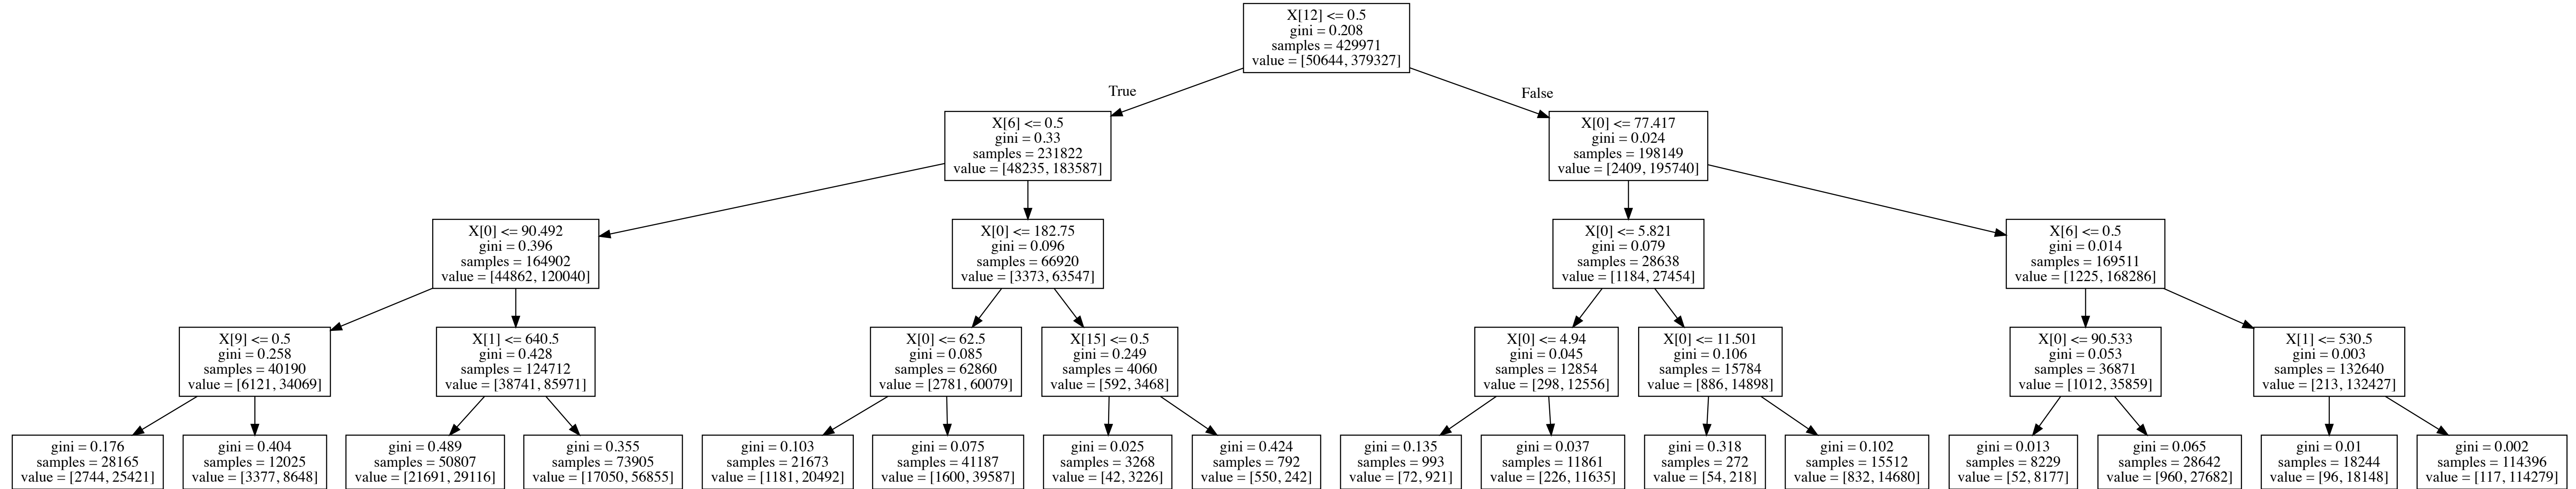 X[12] <= 0.5
gini = 0.208
samples = 429971
value = [50644, 379327]
True
False
X[6] <= 0.5
gini = 0.33
samples = 231822
value = [48235, 183587]
X[0] <= 77.417
gini = 0.024
samples = 198149
value = [2409, 195740]
X[0] <= 90.492
gini = 0.396
samples = 164902
value = [44862, 120040]
X[0] <= 182.75
gini = 0.096
samples = 66920
value = [3373, 63547]
X[0] <= 5.821
gini = 0.079
samples = 28638
value = [1184, 27454]
X[6] <= 0.5
gini = 0.014
samples = 169511
value = [1225, 168286]
X[9] <= 0.5
gini = 0.258
samples = 40190
value = [6121, 34069]
X[1] <= 640.5
gini = 0.428
samples = 124712
value = [38741, 85971]
X[0] <= 62.5
gini = 0.085
samples = 62860
value = [2781, 60079]
X[15] <= 0.5
gini = 0.249
samples = 4060
value = [592, 3468]
X[0] <= 4.94
gini = 0.045
samples = 12854
value = [298, 12556]
X[0] <= 11.501
gini = 0.106
samples = 15784
value = [886, 14898]
X[0] <= 90.533
gini = 0.053
samples = 36871
value = [1012, 35859]
X[1] <= 530.5
gini = 0.003
samples = 132640
value = [213, 132427]
gini = 0.176
samples = 28165
value = [2744, 25421]
gini = 0.404
samples = 12025
value = [3377, 8648]
gini = 0.489
samples = 50807
value = [21691, 29116]
gini = 0.355
samples = 73905
value = [17050, 56855]
gini = 0.103
samples = 21673
value = [1181, 20492]
gini = 0.075
samples = 41187
value = [1600, 39587]
gini = 0.025
samples = 3268
value = [42, 3226]
gini = 0.424
samples = 792
value = [550, 242]
gini = 0.135
samples = 993
value = [72, 921]
gini = 0.037
samples = 11861
value = [226, 11635]
gini = 0.318
samples = 272
value = [54, 218]
gini = 0.102
samples = 15512
value = [832, 14680]
gini = 0.013
samples = 8229
value = [52, 8177]
gini = 0.065
samples = 28642
value = [960, 27682]
gini = 0.01
samples = 18244
value = [96, 18148]
gini = 0.002
samples = 114396
value = [117, 114279]